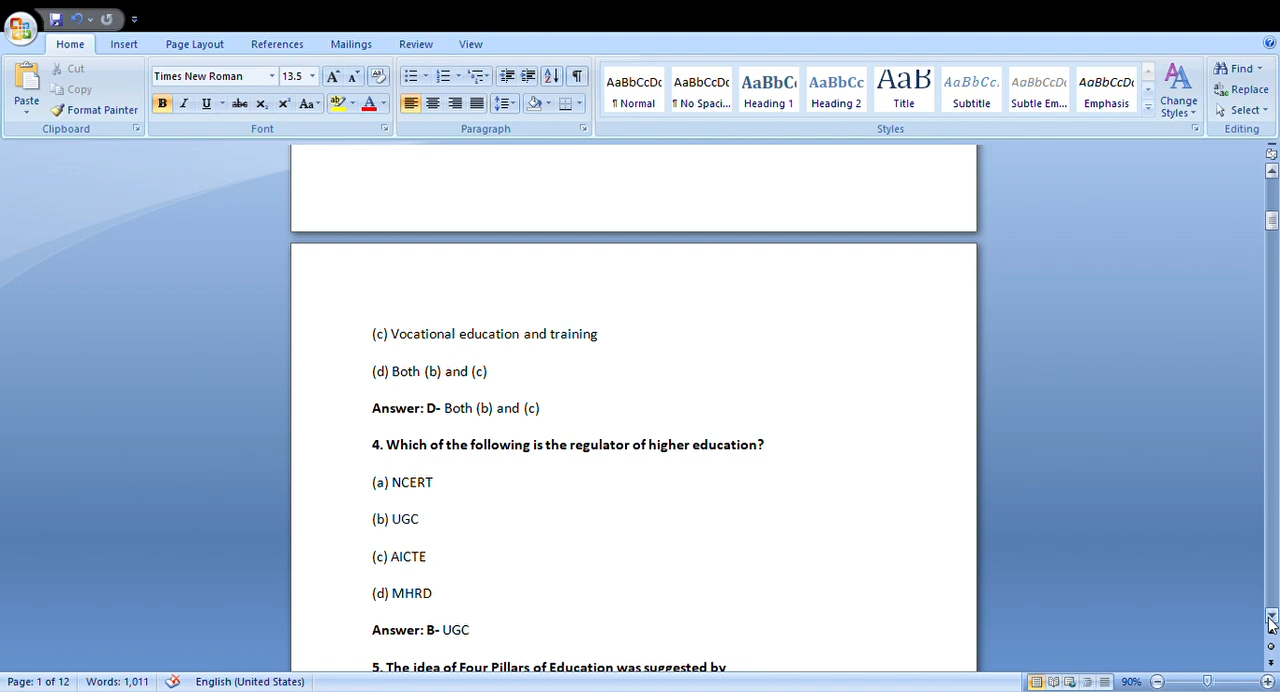 Home Insert Page Layout References Mailings Review View
Paste
Cut
Copy
Format Painter
Clipboard
Times New Roman 13.5
B I U abc X₂ X² Aa
Font
Paragraph
AaBbCcDc AaBbCcDc AaBbC AaBbCc AaB AaBbCc. AaBbCcDc AaBbCcDc
¶ Normal ¶ No Spaci... Heading 1 Heading 2 Title Subtitle Subtle Em... Emphasis
Change
Styles
Styles
Find
Replace
Select
Editing
(c) Vocational education and training
(d) Both (b) and (c)
Answer: D- Both (b) and (c)
4. Which of the following is the regulator of higher education?
(a) NCERT
(b) UGC
(c) AICTE
(d) MHRD
Answer: B- UGC
5. The idea of Four Pillars of Education was suggested by
Page: 1 of 12 Words: 1,011 English (United States) 90%